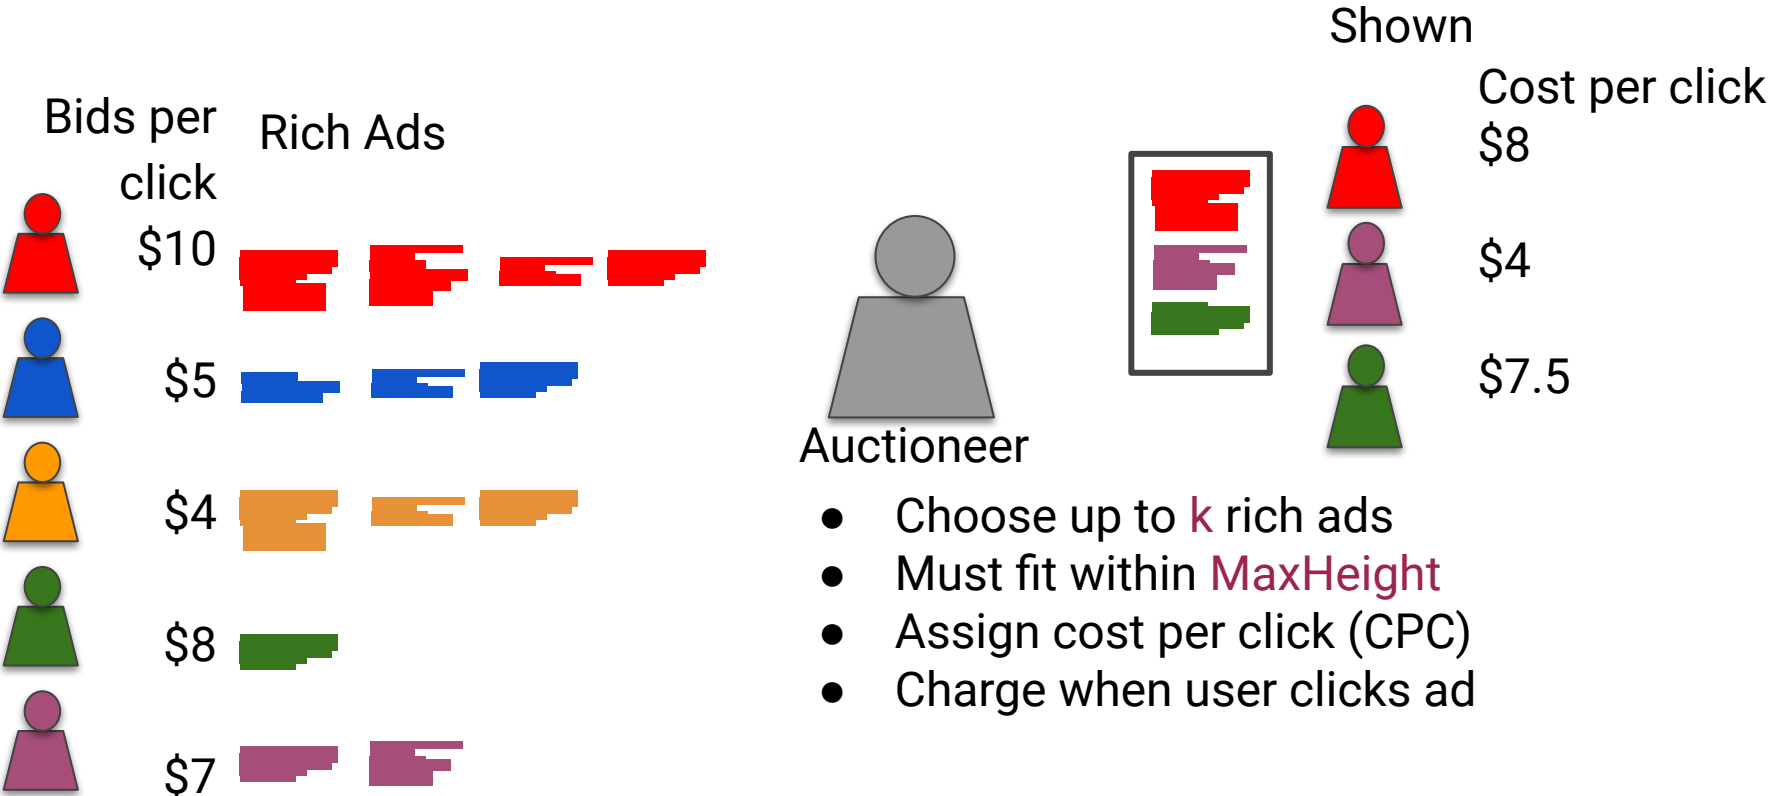 Bids per
click
Rich Ads
$10
$5
$4
$8
$7
Auctioneer
● Choose up to k rich ads
● Must fit within MaxHeight
● Assign cost per click (CPC)
● Charge when user clicks ad
Shown
Cost per click
$8
$4
$7.5